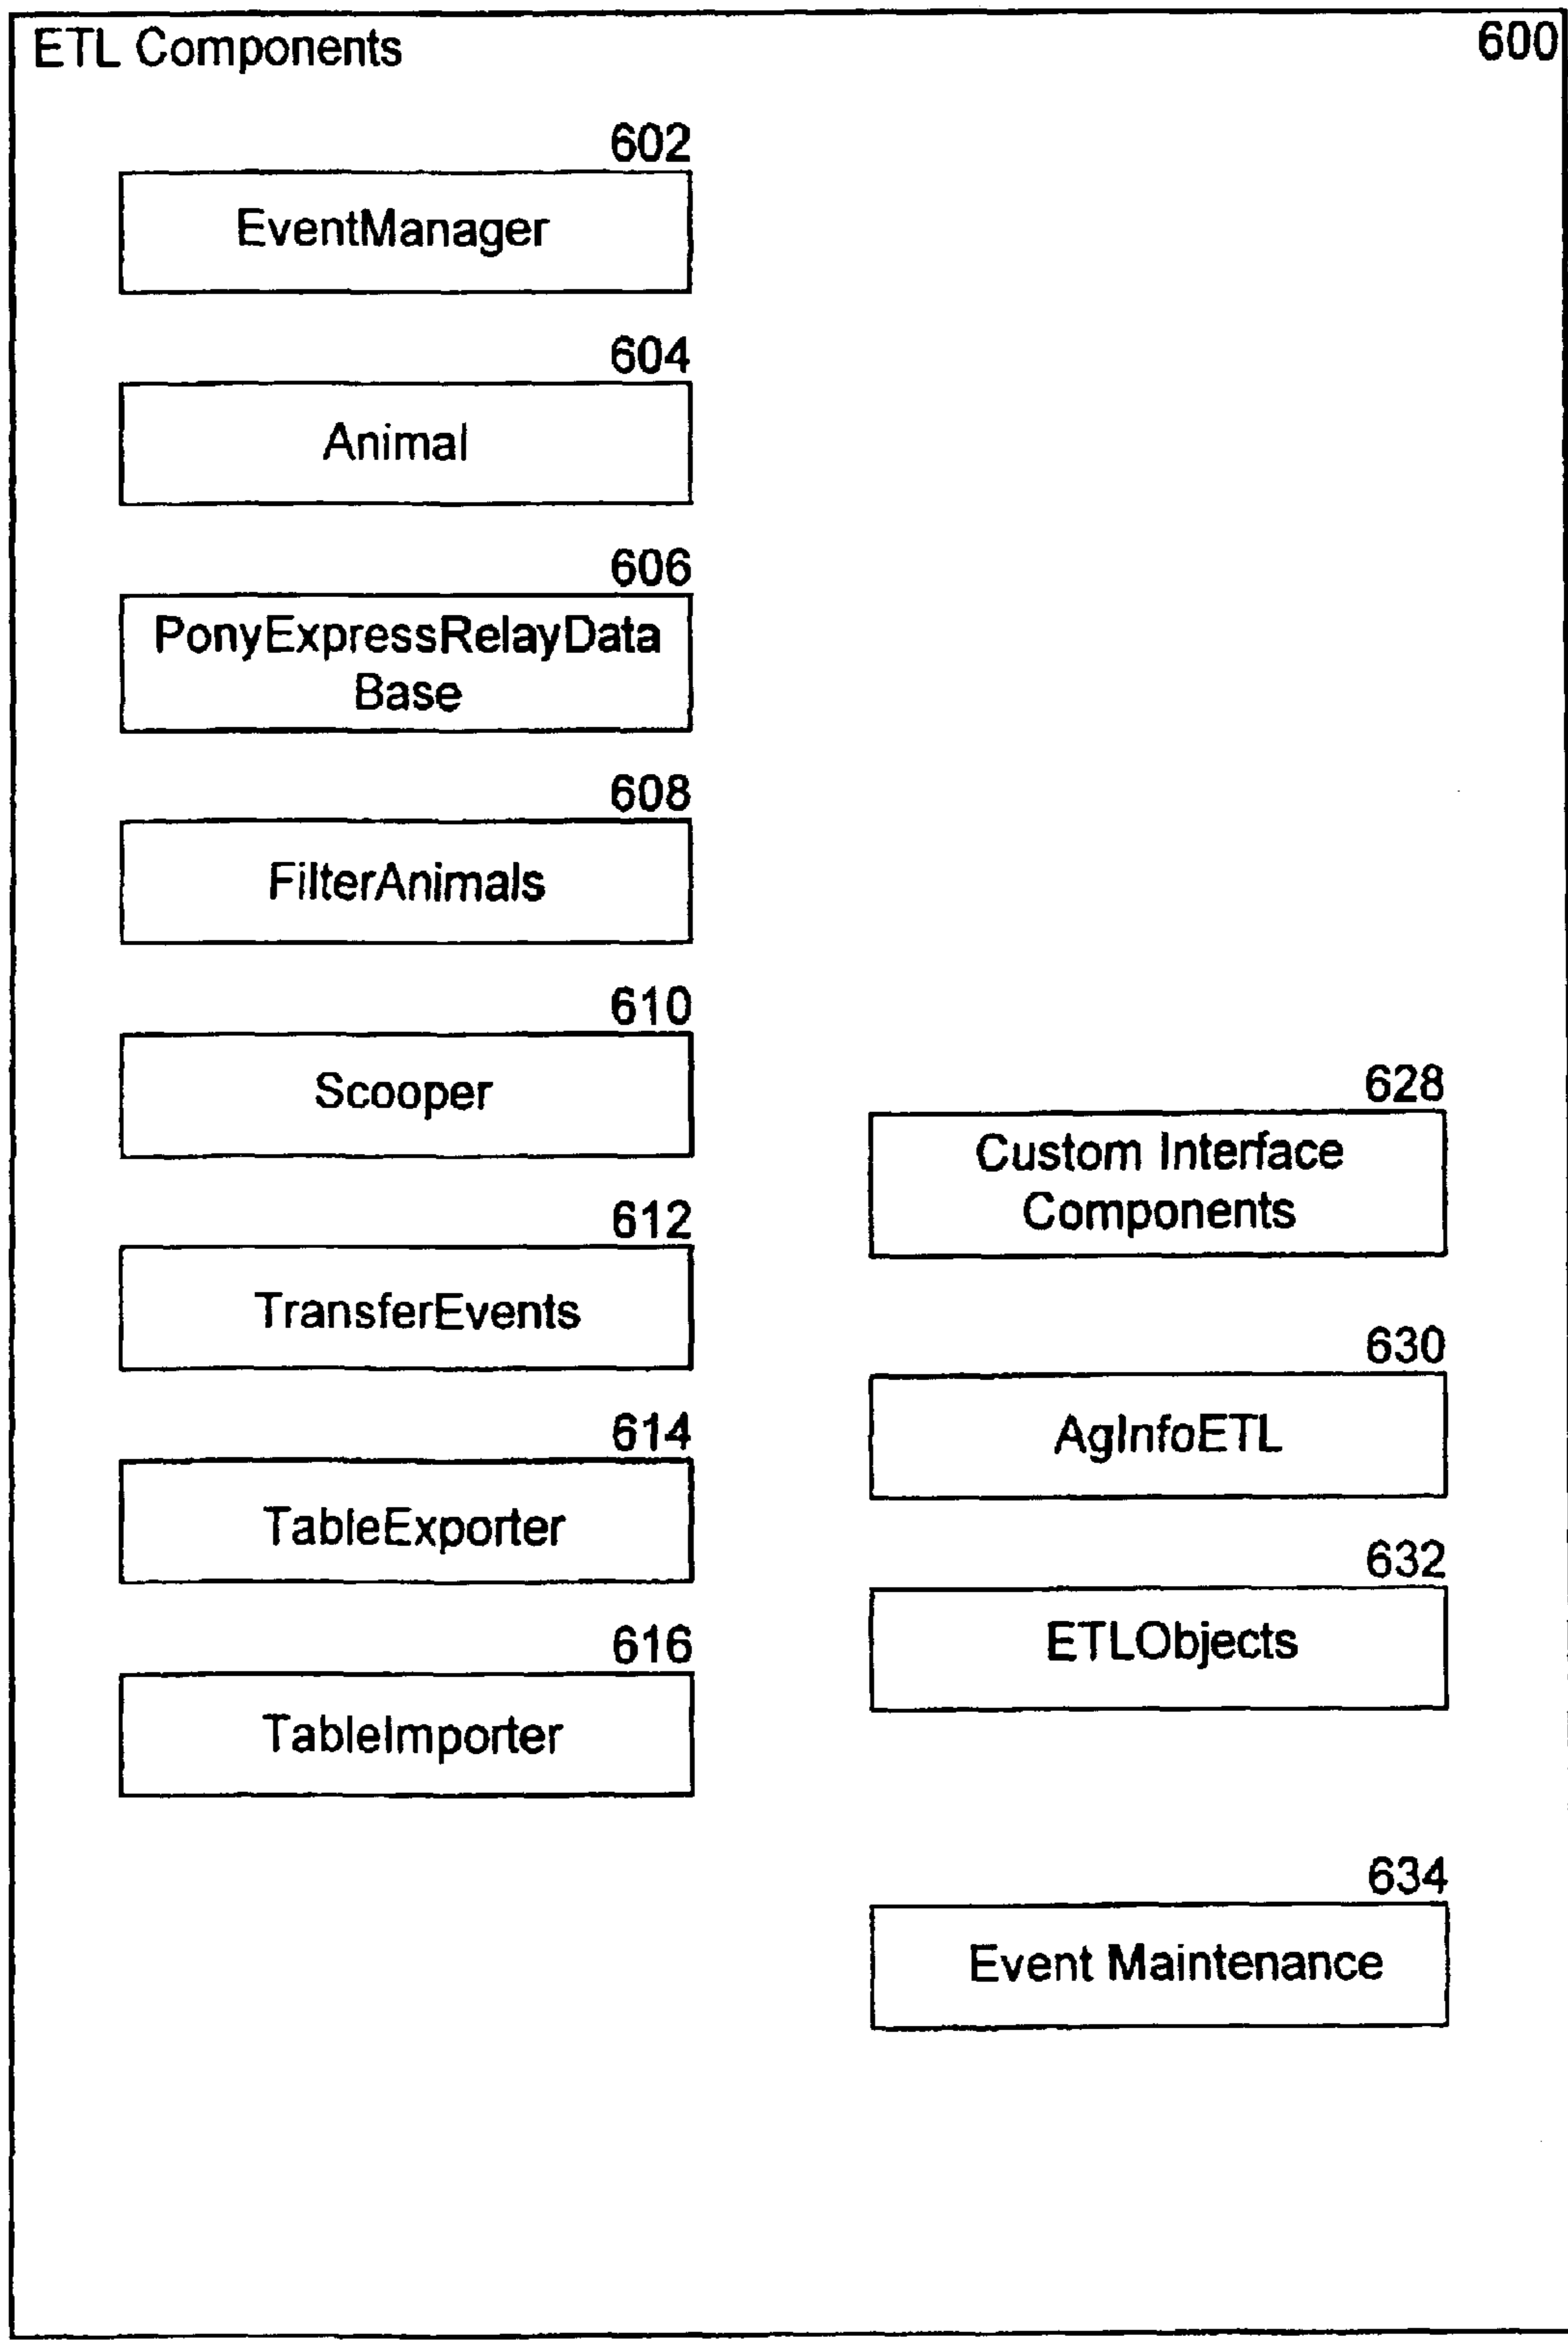 ETL Components
600
602
EventManager
604
Animal
606
PonyExpressRelayData
Base
608
FilterAnimals
610
Scooper
612
TransferEvents
614
TableExporter
616
TableImporter
628
Custom Interface
Components
630
AgInfoETL
632
ETLObjects
634
Event Maintenance